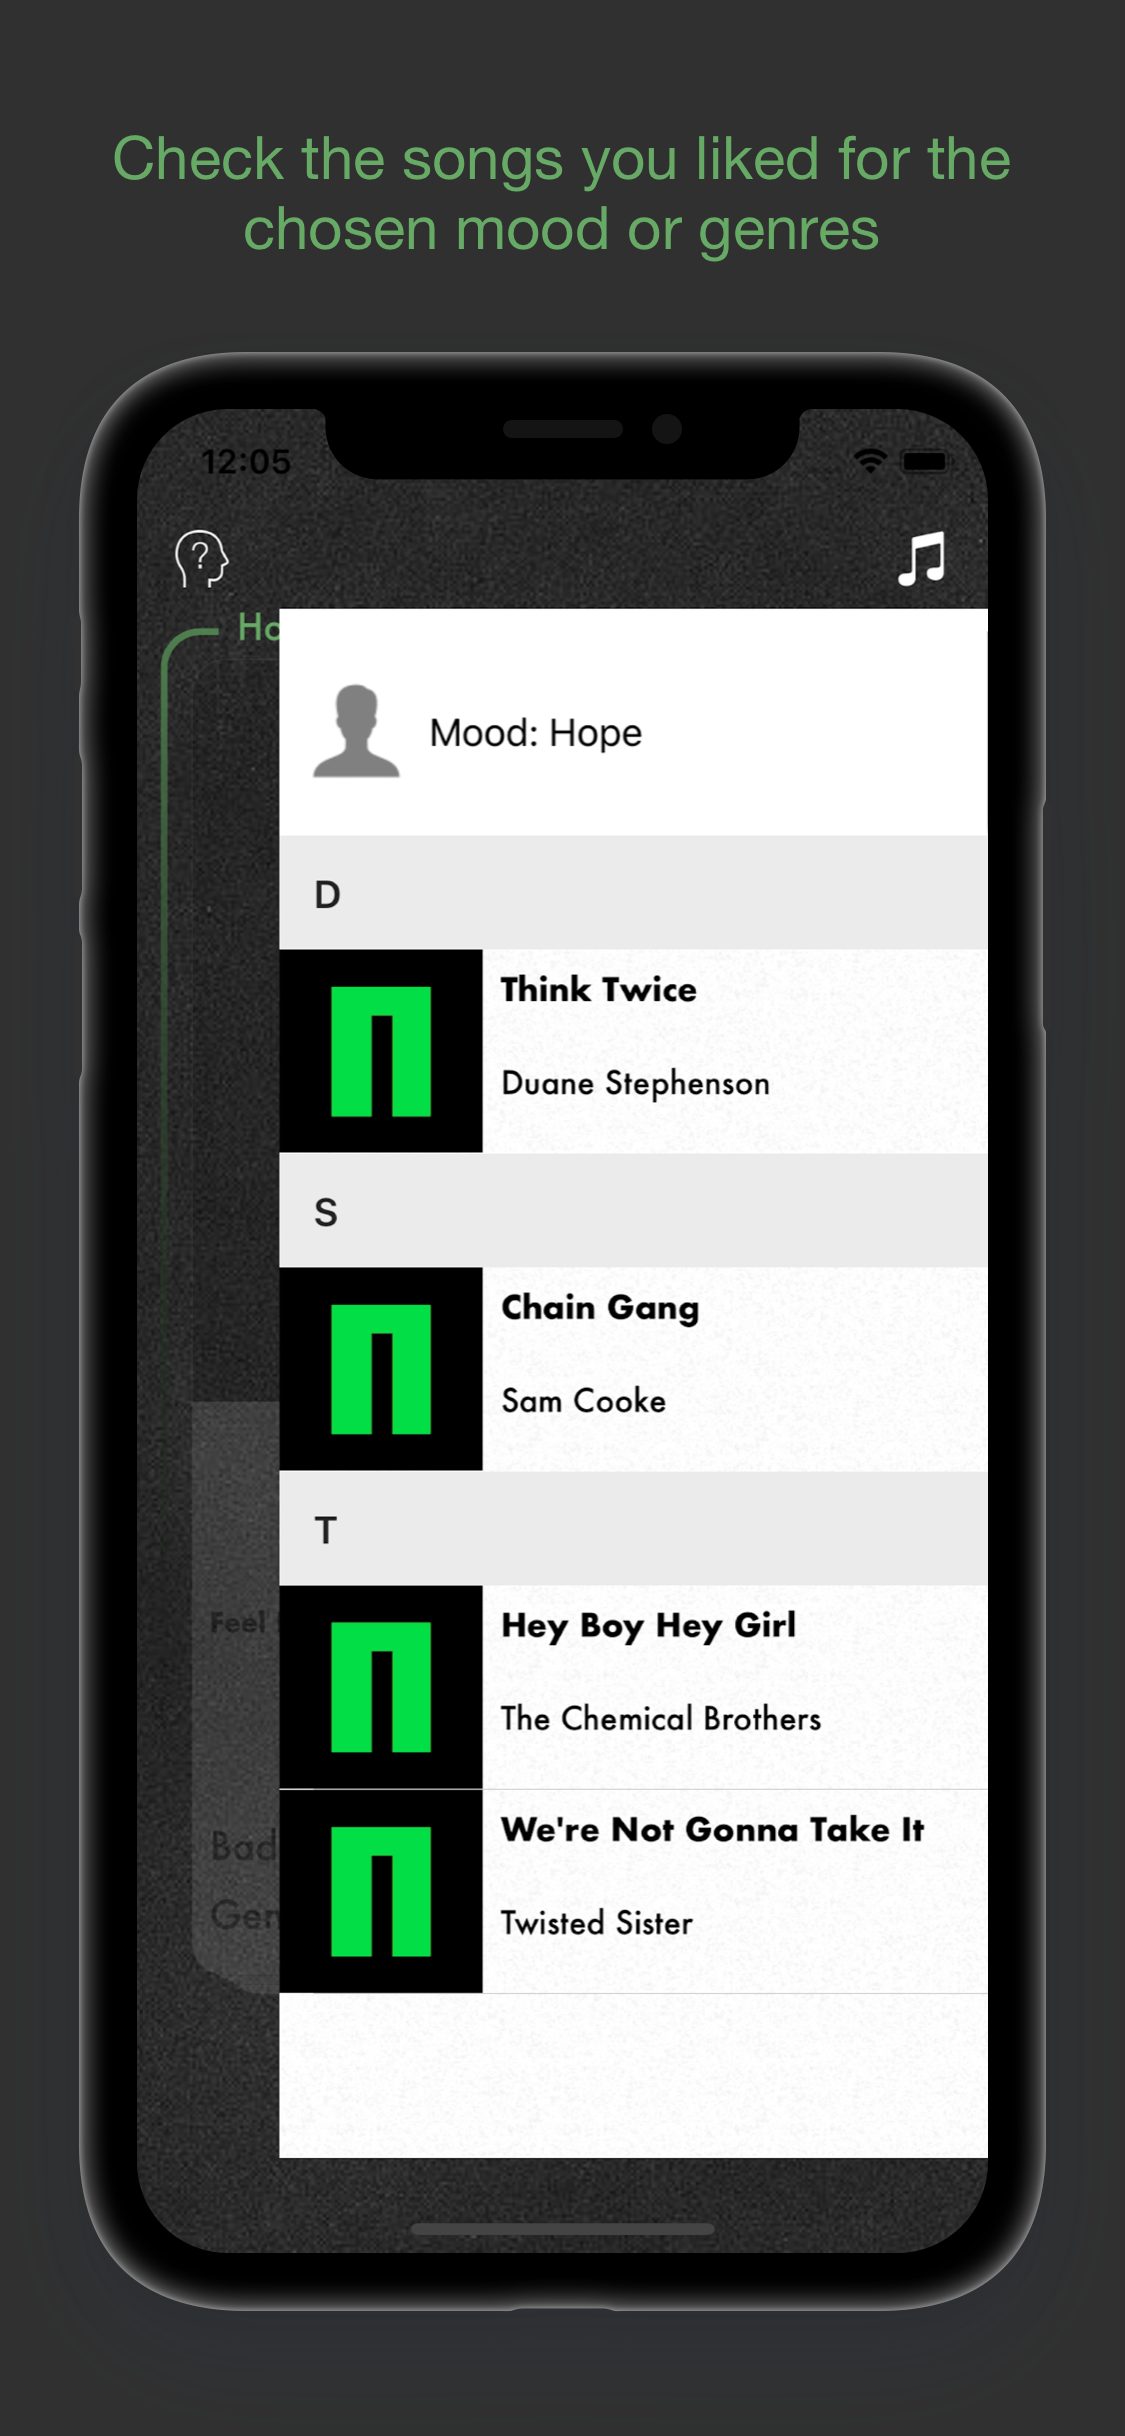 Check the songs you liked for the
chosen mood or genres
12:05
?
Mood: Hope
D
Think Twice
Duane Stephenson
S
Chain Gang
Sam Cooke
T
Hey Boy Hey Girl
The Chemical Brothers
Feel
We're Not Gonna Take It
Bad
Twisted Sister